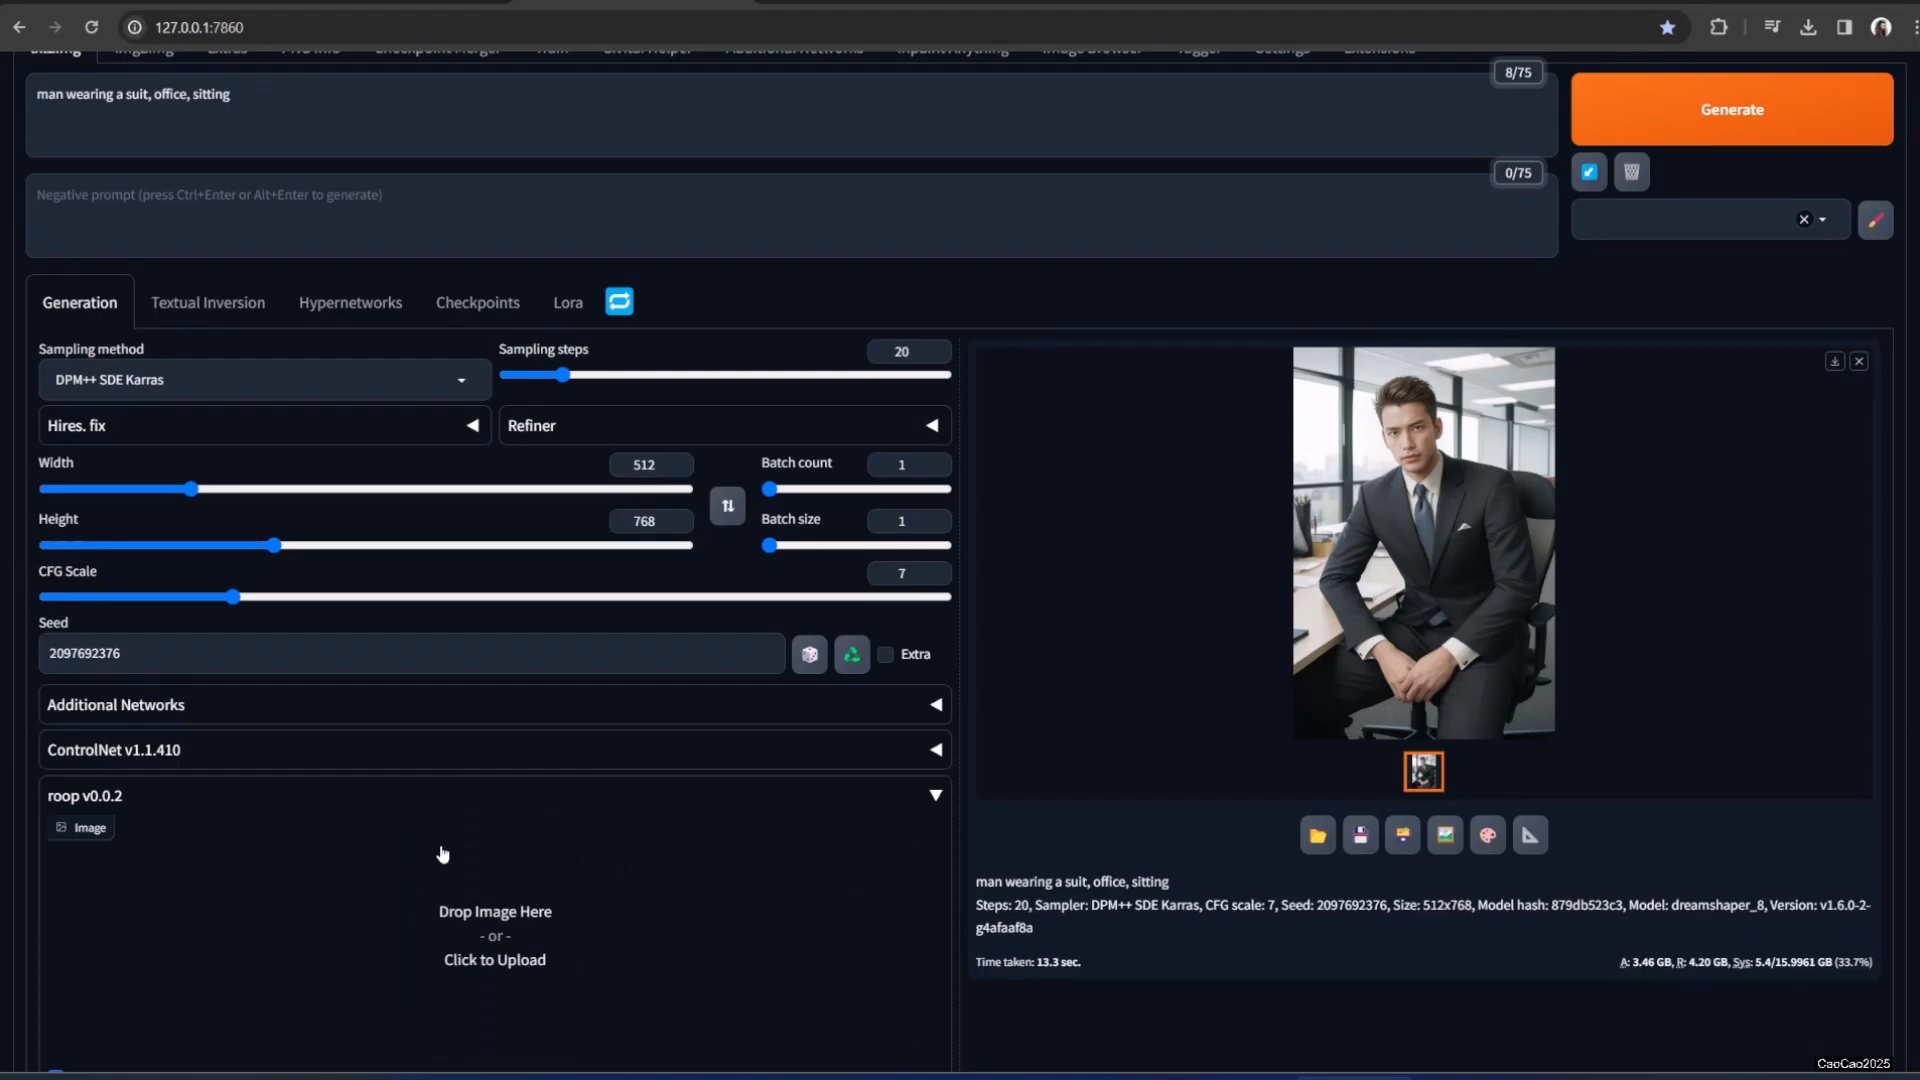 127.0.0.1:7860
8/75
man wearing a suit, office, sitting
Generate
0/75
Negative prompt (press Ctrl+Enter or Alt+Enter to generate)
Generation Textual Inversion Hypernetworks Checkpoints Lora
Sampling method
DPM++ SDE Karras
Sampling steps 20
Hires. fix
Refiner
Width 512
Batch count 1
Height 768
Batch size 1
CFG Scale 7
Seed
2097692376
Extra
Additional Networks
ControlNet v1.1.410
roop v0.0.2
Image
Drop Image Here
- or -
Click to Upload
man wearing a suit, office, sitting
Steps: 20, Sampler: DPM++ SDE Karras, CFG scale: 7, Seed: 2097692376, Size: 512x768, Model hash: 879db523c3, Model: dreamshaper_8, Version: v1.6.0-2-
g4afaaf8a
Time taken: 13.3 sec.
A: 3.46 GB, R: 4.20 GB, Sys: 5.4/15.9961 GB (33.7%)
CaoCao2025